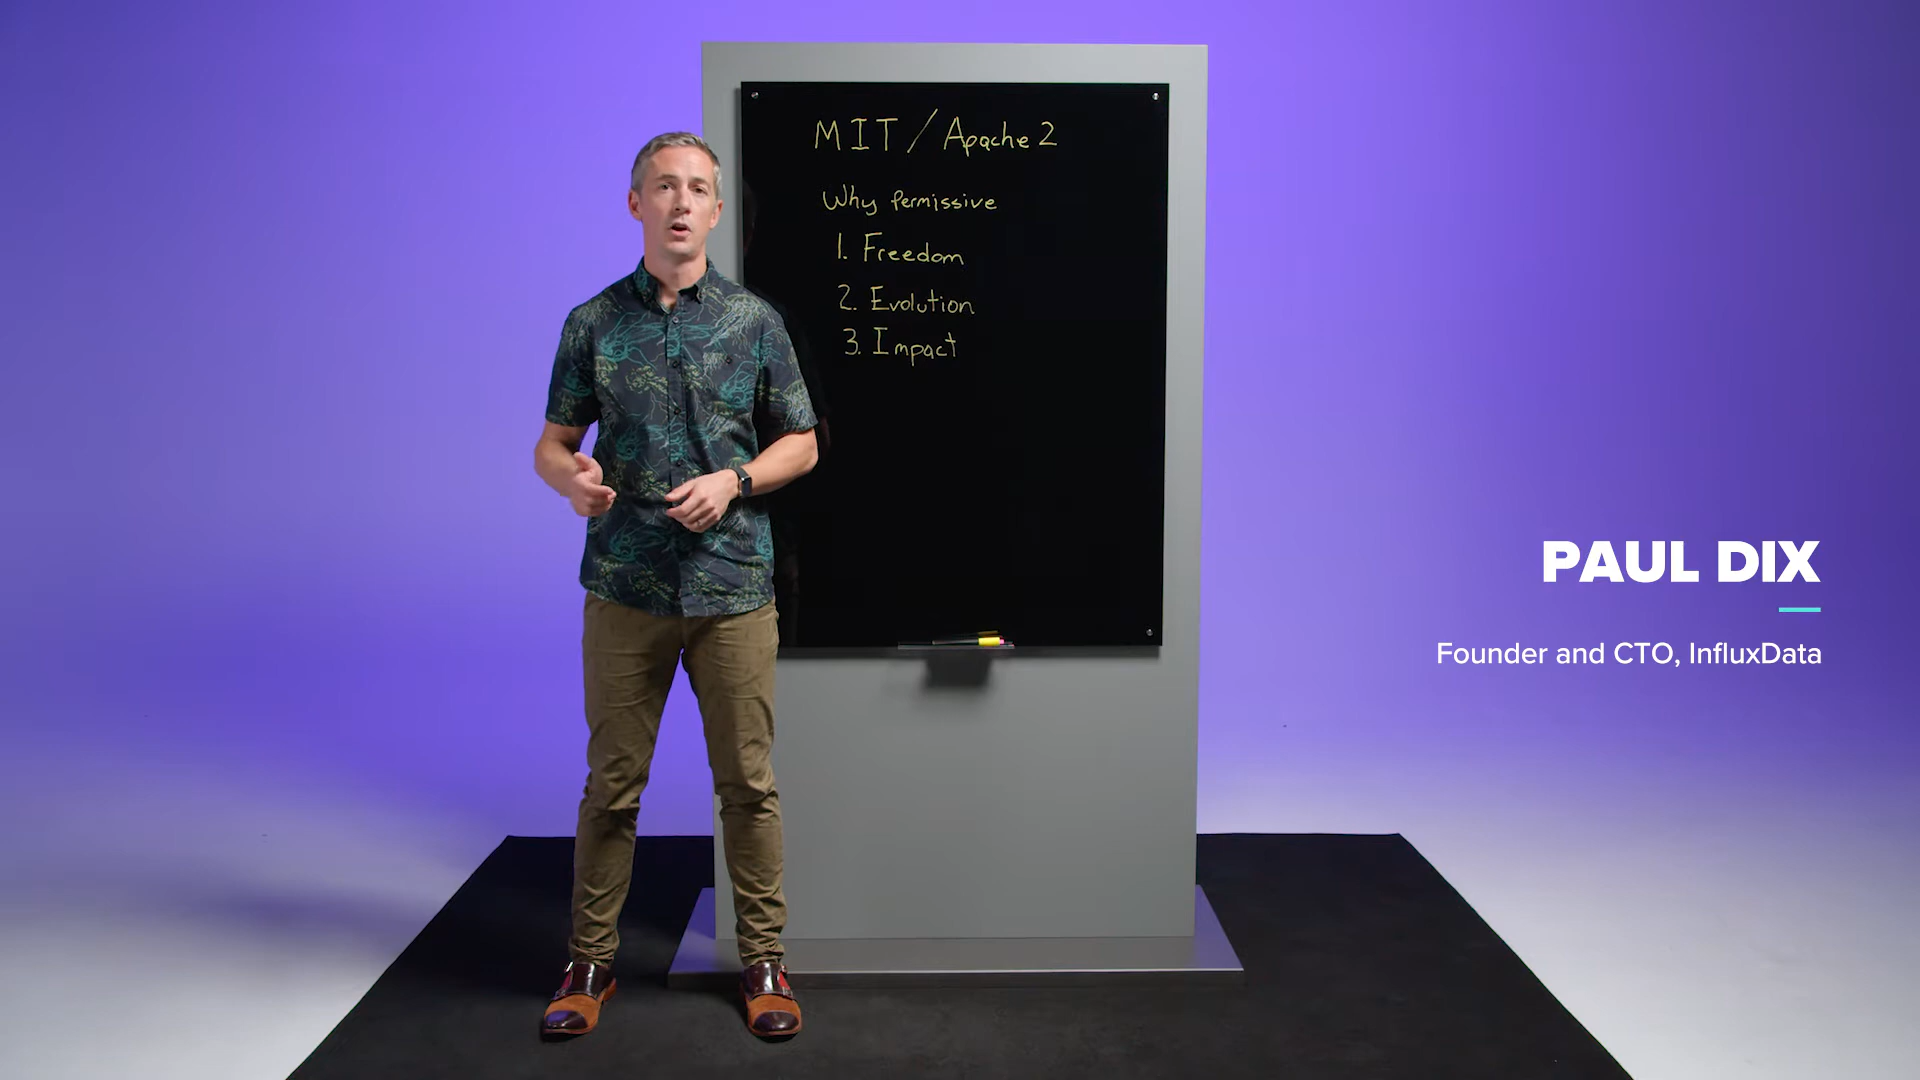 MIT / Apache 2
Why Permissive
1. Freedom
2. Evolution
3. Impact
PAUL DIX
Founder and CTO, InfluxData